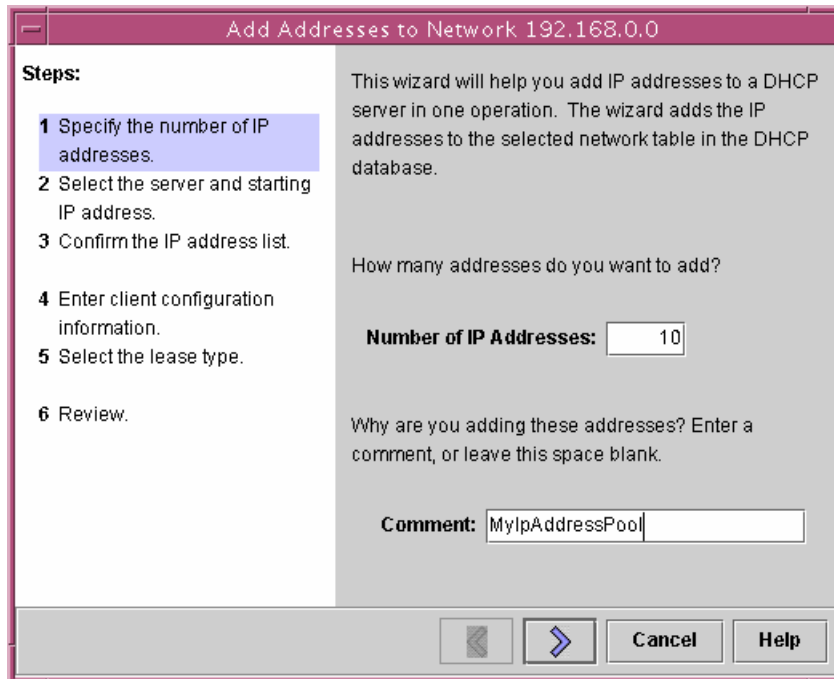 Add Addresses to Network 192.168.0.0
Steps:
1 Specify the number of IP
addresses.
2 Select the server and starting
IP address.
3 Confirm the IP address list.
4 Enter client configuration
information.
5 Select the lease type.
6 Review.
This wizard will help you add IP addresses to a DHCP
server in one operation. The wizard adds the IP
addresses to the selected network table in the DHCP
database.
How many addresses do you want to add?
Number of IP Addresses: 10
Why are you adding these addresses? Enter a
comment, or leave this space blank.
Comment: MyIpAddressPool
Cancel Help